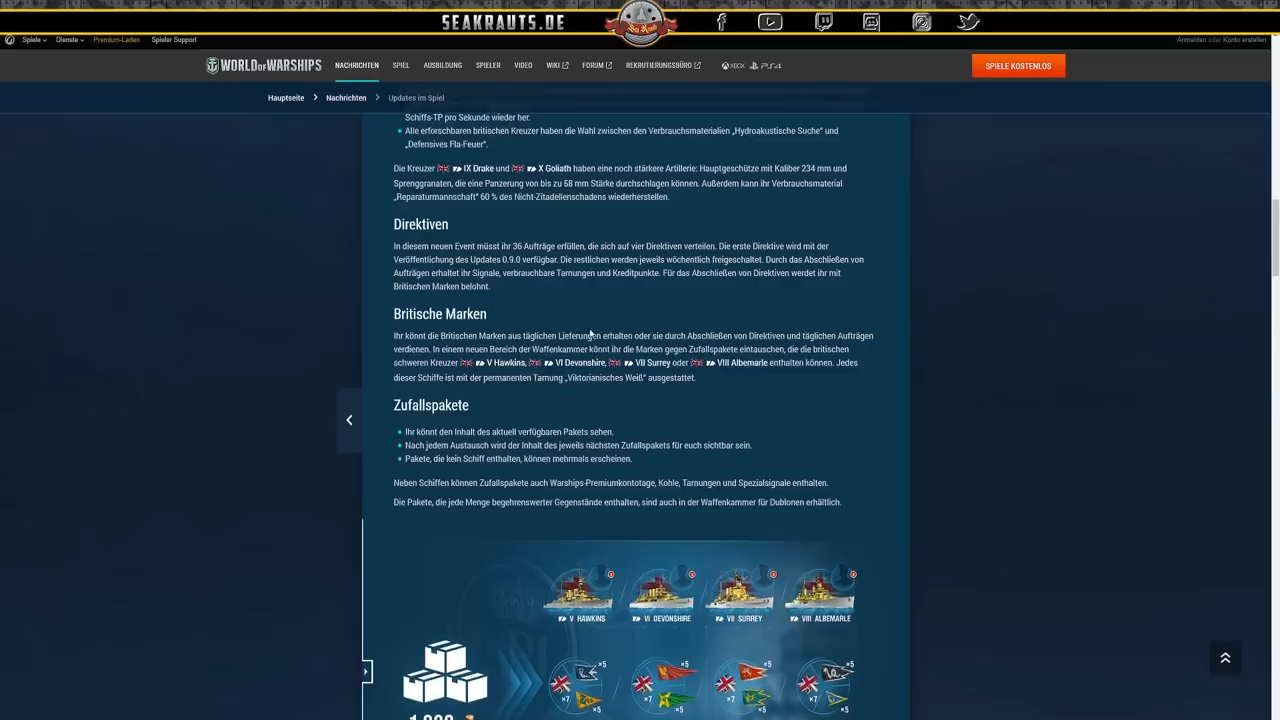 SEAKRAUTS.DE
Spiele
Dienste
Premium-Laden
Spieler Support
Anmelden oder Konto erstellen
WORLD OF WARSHIPS
NACHRICHTEN
SPIEL
AUSBILDUNG
SPIELER
VIDEO
WIKI
FORUM
REKRUTIERUNGSBÜRO
XBOX
PS4
SPIELE KOSTENLOS
Hauptseite > Nachrichten > Updates im Spiel
Schiffs-TP pro Sekunde wieder her.
• Alle erforschbaren britischen Kreuzer haben die Wahl zwischen den Verbrauchsmaterialien „Hydroakustische Suche“ und
„Defensives Fla-Feuer“.
Die Kreuzer IX Drake und X Goliath haben eine noch stärkere Artillerie: Hauptgeschütze mit Kaliber 234 mm und
Sprenggranaten, die eine Panzerung von bis zu 58 mm Stärke durchschlagen können. Außerdem kann ihr Verbrauchsmaterial
„Reparaturmannschaft“ 60 % des Nicht-Zitadellenschadens wiederherstellen.
Direktiven
In diesem neuen Event müsst ihr 36 Aufträge erfüllen, die sich auf vier Direktiven verteilen. Die erste Direktive wird mit der
Veröffentlichung des Updates 0.9.0 verfügbar. Die restlichen werden jeweils wöchentlich freigeschaltet. Durch das Abschließen von
Aufträgen erhaltet ihr Signale, verbrauchbare Tarnungen und Kreditpunkte. Für das Abschließen von Direktiven werdet ihr mit
Britischen Marken belohnt.
Britische Marken
Ihr könnt die Britischen Marken aus täglichen Lieferungen erhalten oder sie durch Abschließen von Direktiven und täglichen Aufträgen
verdienen. In einem neuen Bereich der Waffenkammer könnt ihr die Marken gegen Zufallspakete eintauschen, die die britischen
schweren Kreuzer V Hawkins, VI Devonshire, VII Surrey oder VIII Albemarle enthalten können. Jedes
dieser Schiffe ist mit der permanenten Tarnung „Viktorianisches Weiß“ ausgestattet.
Zufallspakete
• Ihr könnt den Inhalt des aktuell verfügbaren Pakets sehen.
• Nach jedem Austausch wird der Inhalt des jeweils nächsten Zufallspakets für euch sichtbar sein.
• Pakete, die kein Schiff enthalten, können mehrmals erscheinen.
Neben Schiffen können Zufallspakete auch Warships-Premiumkontotage, Kohle, Tarnungen und Spezialsignale enthalten.
Die Pakete, die jede Menge begehrenswerter Gegenstände enthalten, sind auch in der Waffenkammer für Dublonen erhältlich.
V HAWKINS
VI DEVONSHIRE
VII SURREY
VIII ALBEMARLE
×5
×5
×5
×5
×7
×5
×7
×5
×7
×5
×7
×5